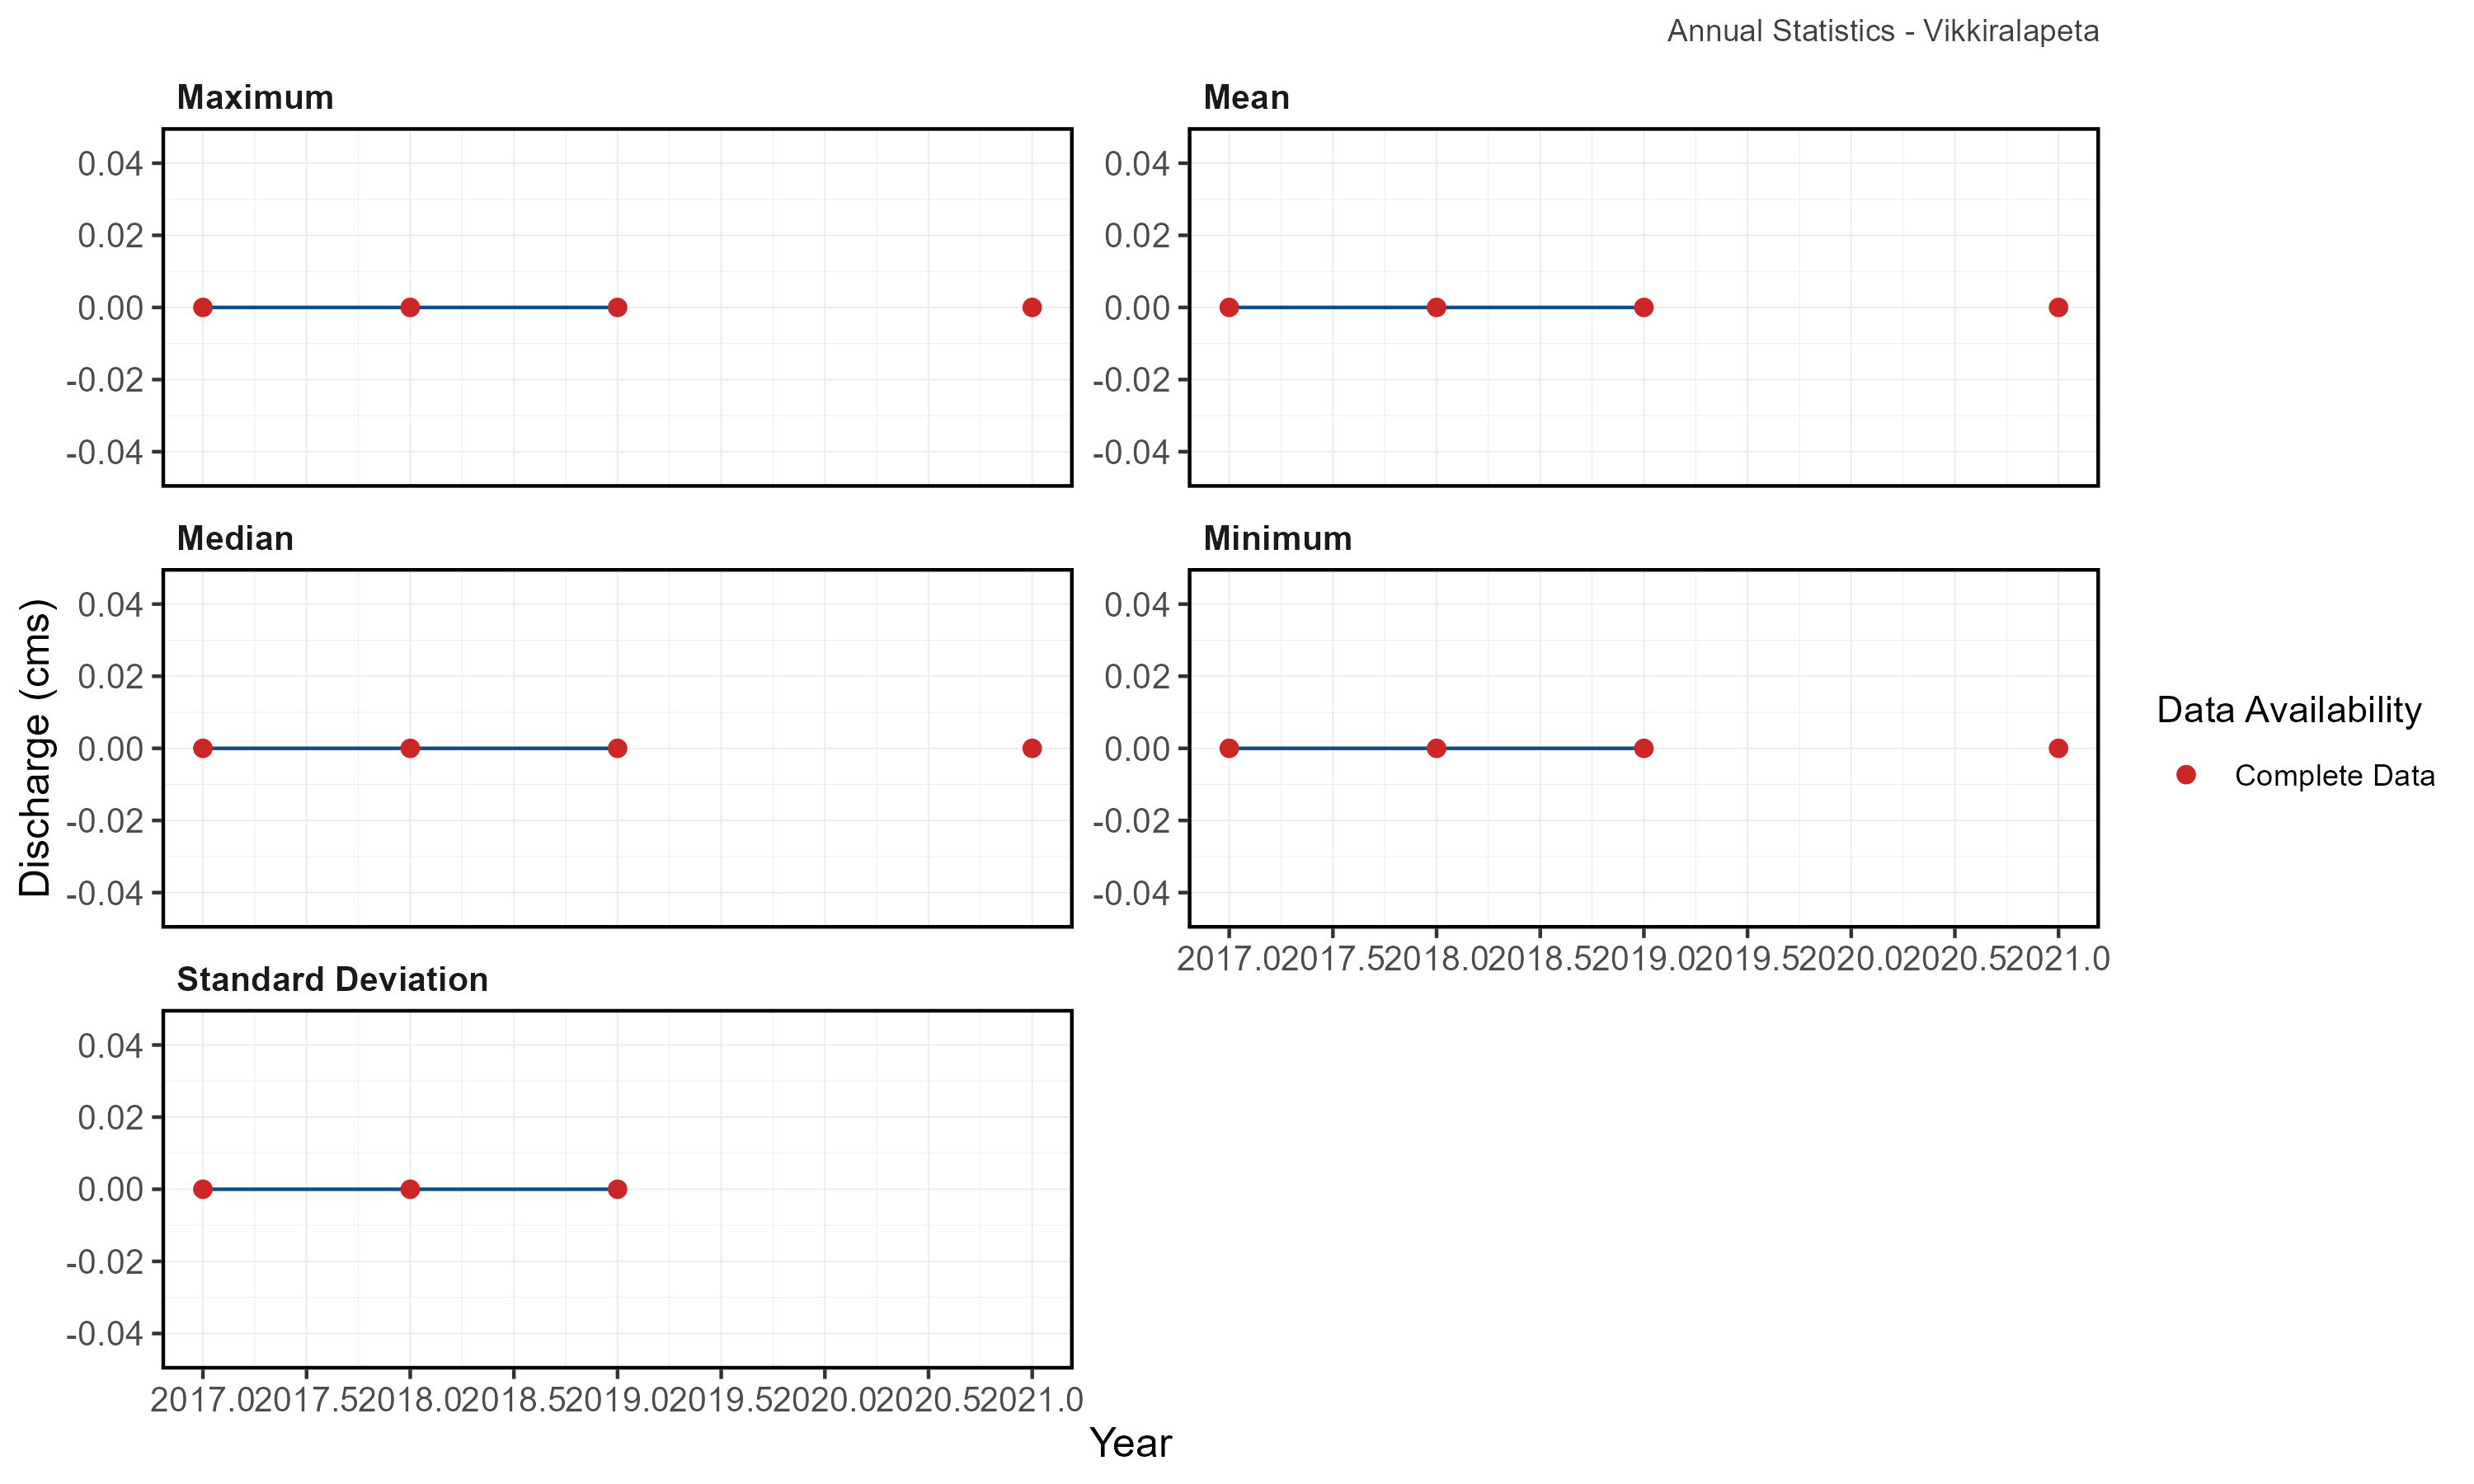 Annual Statistics - Vikkiralapeta
Maximum
0.04
0.02
0.00
-0.02
-0.04
Mean
0.04
0.02
0.00
-0.02
-0.04
Median
0.04
0.02
0.00
-0.02
-0.04
Minimum
0.04
0.02
0.00
-0.02
-0.04
2017.0 2017.5 2018.0 2018.5 2019.0 2019.5 2020.0 2020.5 2021.0
Standard Deviation
0.04
0.02
0.00
-0.02
-0.04
2017.0 2017.5 2018.0 2018.5 2019.0 2019.5 2020.0 2020.5 2021.0
Year
Discharge (cms)
Data Availability
Complete Data